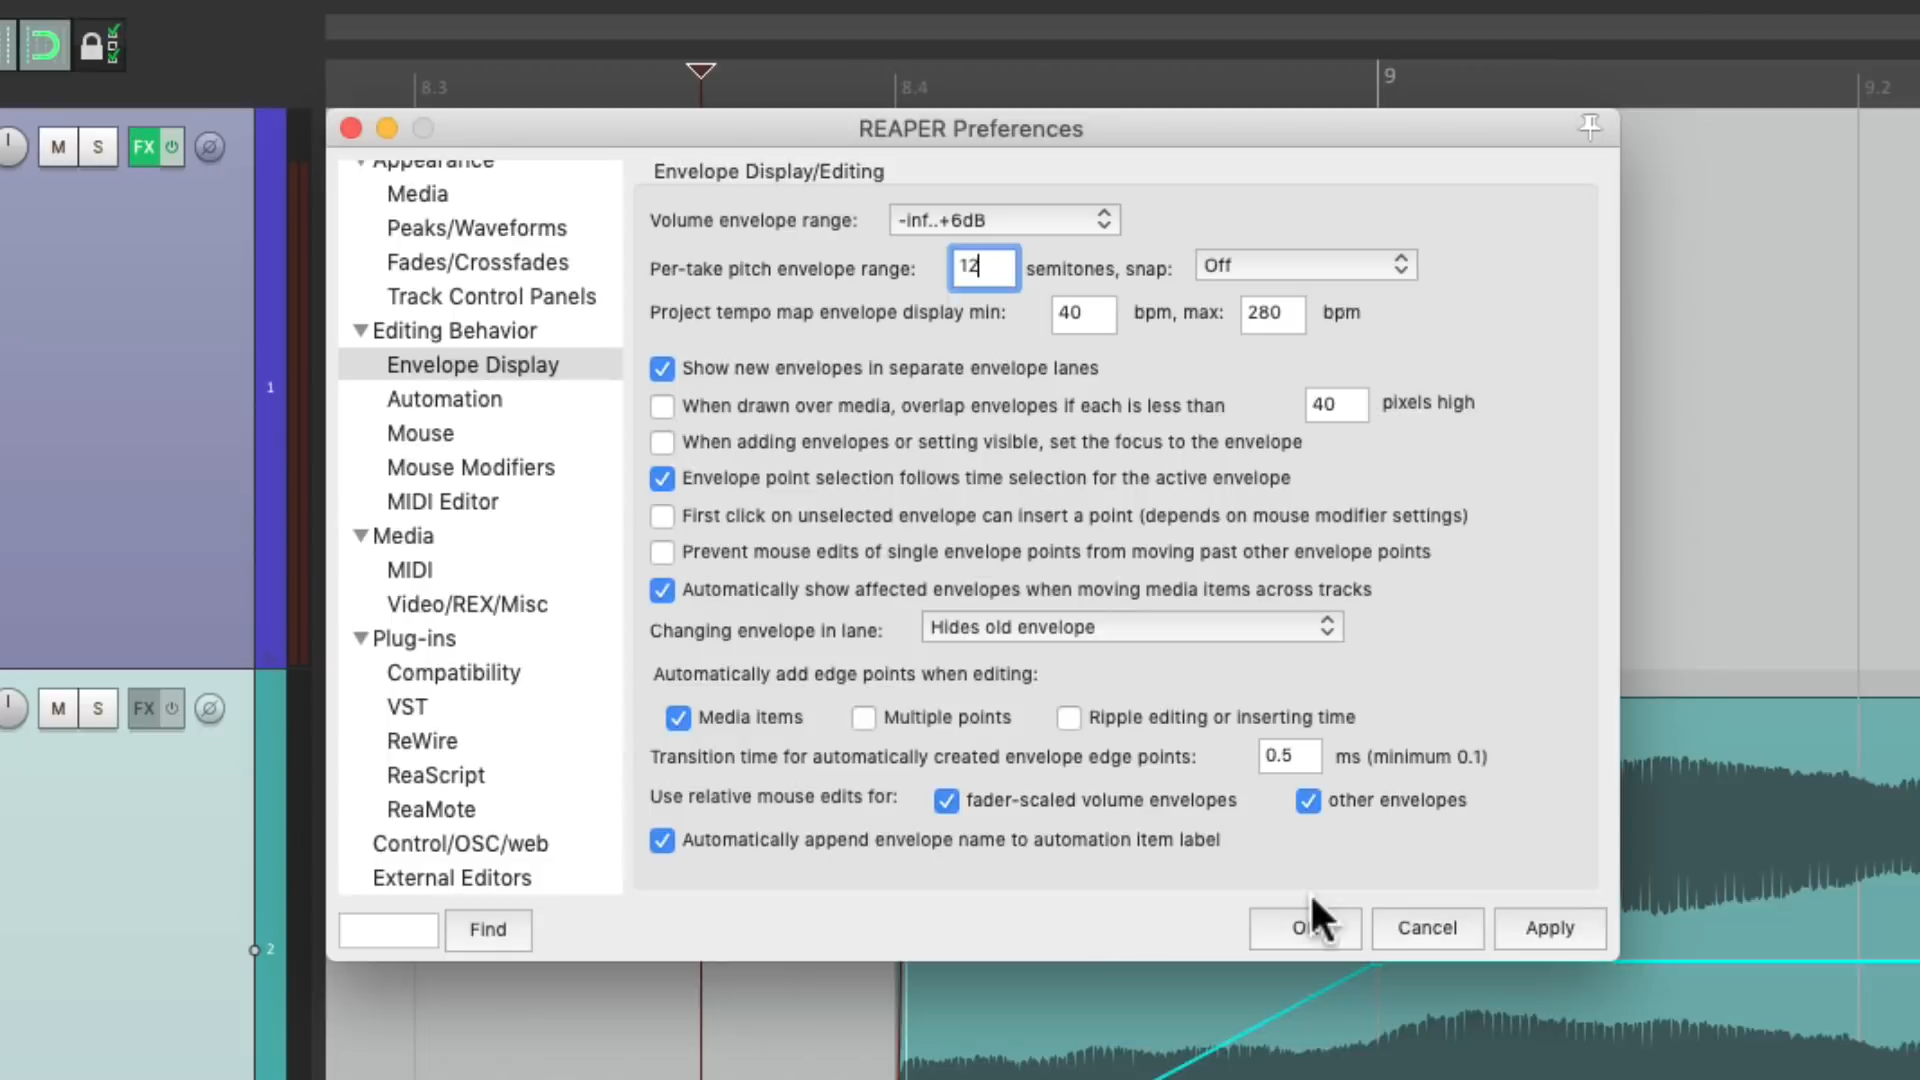 8.3
8.4
9
9.2
M S FX
1
REAPER Preferences
Appearance
Media
Peaks/Waveforms
Fades/Crossfades
Track Control Panels
Editing Behavior
Envelope Display
Automation
Mouse
Mouse Modifiers
MIDI Editor
Media
MIDI
Video/REX/Misc
Plug-ins
Compatibility
VST
ReWire
ReaScript
ReaMote
Control/OSC/web
External Editors
Find
Envelope Display/Editing
Volume envelope range: -inf..+6dB
Per-take pitch envelope range: 12 semitones, snap: Off
Project tempo map envelope display min: 40 bpm, max: 280 bpm
Show new envelopes in separate envelope lanes
When drawn over media, overlap envelopes if each is less than 40 pixels high
When adding envelopes or setting visible, set the focus to the envelope
Envelope point selection follows time selection for the active envelope
First click on unselected envelope can insert a point (depends on mouse modifier settings)
Prevent mouse edits of single envelope points from moving past other envelope points
Automatically show affected envelopes when moving media items across tracks
Changing envelope in lane: Hides old envelope
Automatically add edge points when editing:
Media items Multiple points Ripple editing or inserting time
Transition time for automatically created envelope edge points: 0.5 ms (minimum 0.1)
Use relative mouse edits for: fader-scaled volume envelopes other envelopes
Automatically append envelope name to automation item label
Cancel Apply
M S FX
2